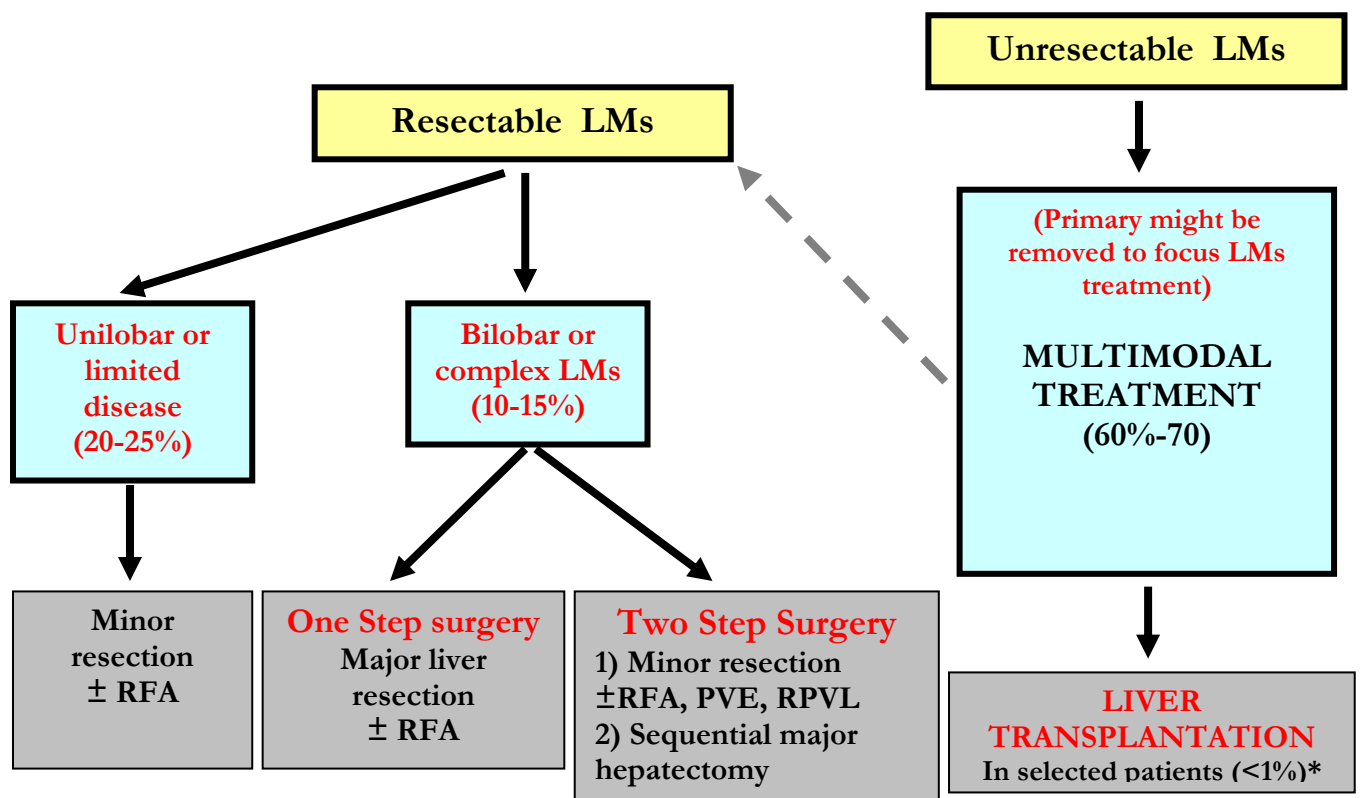 Unresectable LMs
Resectable LMs
(Primary might be
removed to focus LMs
treatment)
MULTIMODAL
TREATMENT
(60%-70)
Unilobar or
limited
disease
(20-25%)
Bilobar or
complex LMs
(10-15%)
Minor
resection
± RFA
One Step surgery
Major liver
resection
± RFA
Two Step Surgery
1) Minor resection
±RFA, PVE, RPVL
2) Sequential major
hepatectomy
LIVER
TRANSPLANTATION
In selected patients (<1%)*